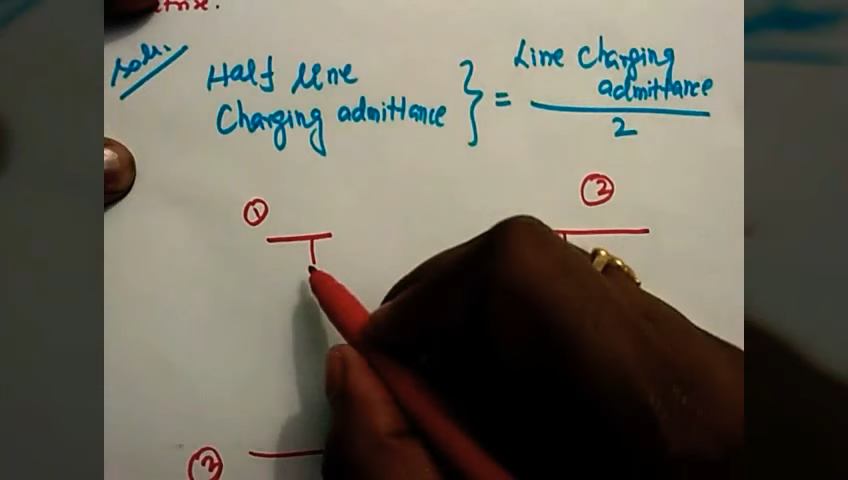 Soln.
Half Line
Charging admittance } =
Line Charging
admittance
2
①
②
③